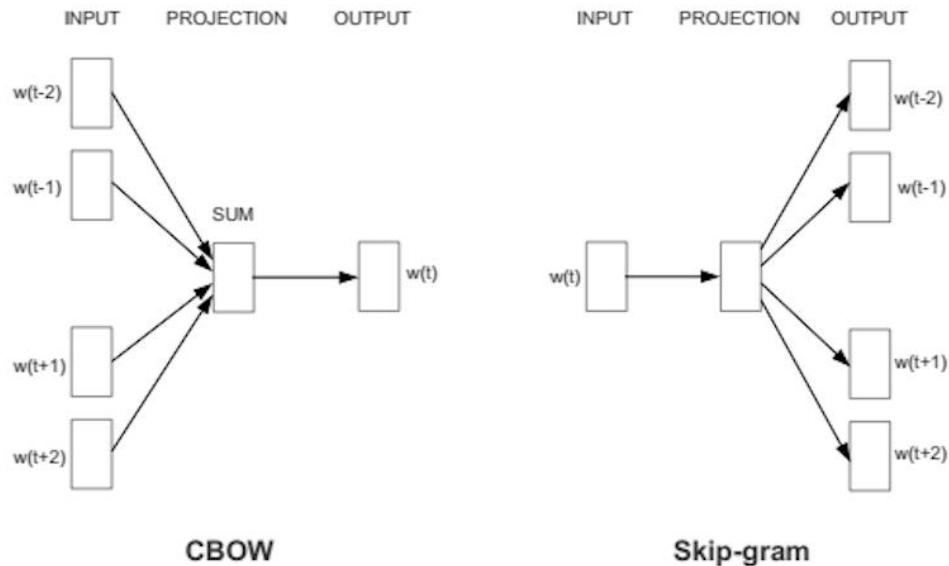 INPUT PROJECTION OUTPUT
w(t-2)
w(t-1)
SUM
w(t)
w(t+1)
w(t+2)
CBOW
INPUT PROJECTION OUTPUT
w(t-2)
w(t-1)
w(t)
w(t+1)
w(t+2)
Skip-gram